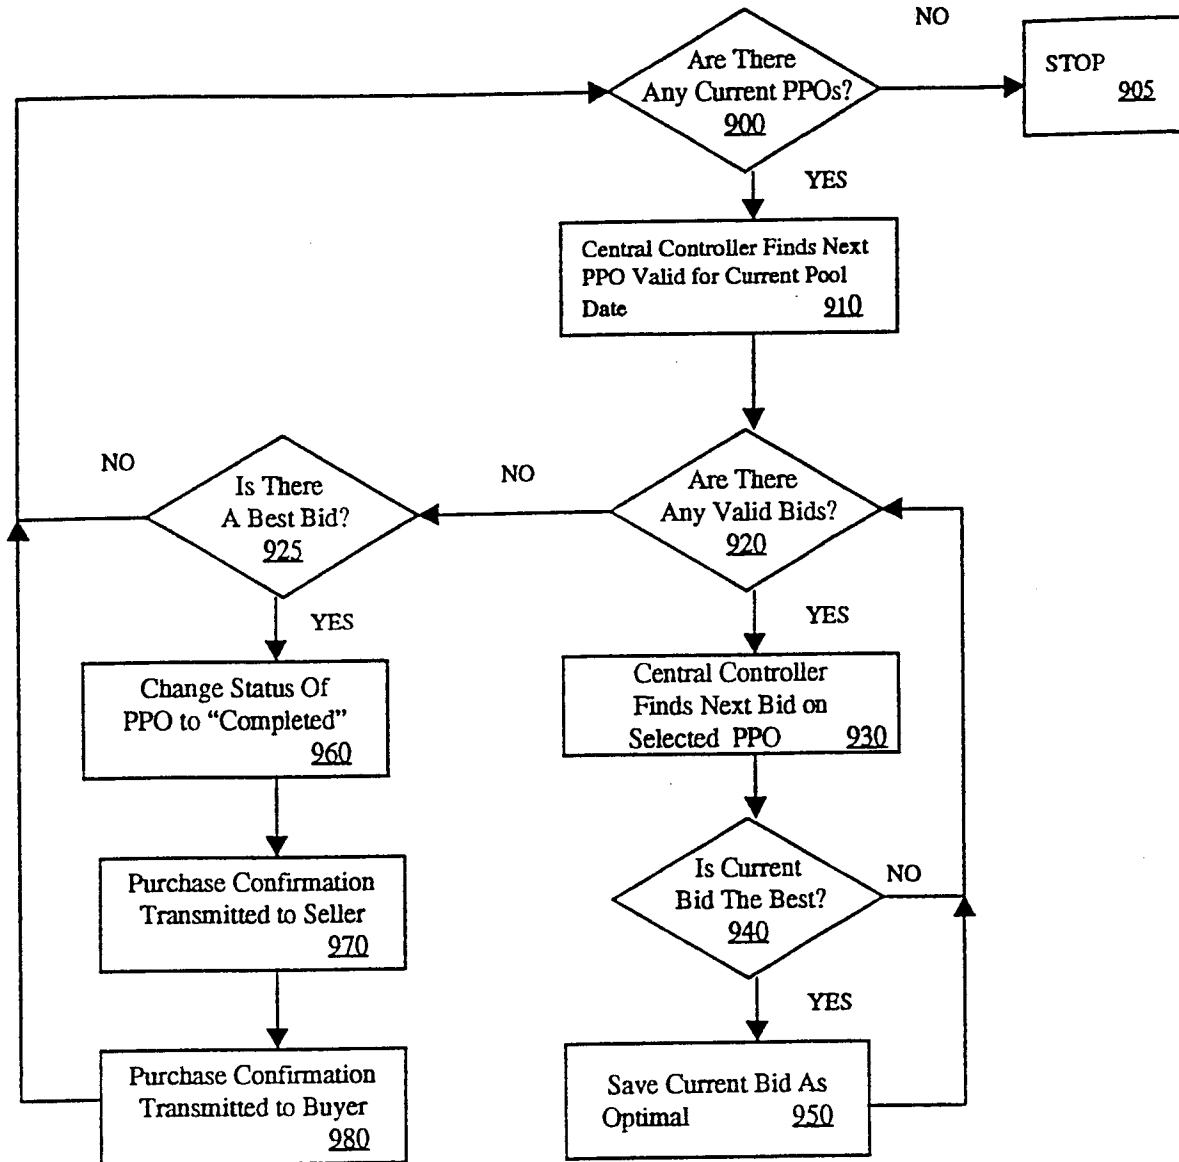 NO
Are There
Any Current PPOs?
900
STOP
905
YES
Central Controller Finds Next
PPO Valid for Current Pool
Date 910
NO
Is There
A Best Bid?
925
NO
Are There
Any Valid Bids?
920
YES
YES
Change Status Of
PPO to “Completed”
960
Central Controller
Finds Next Bid on
Selected PPO 930
Purchase Confirmation
Transmitted to Seller
970
Is Current
Bid The Best?
940
NO
YES
Purchase Confirmation
Transmitted to Buyer
980
Save Current Bid As
Optimal 950